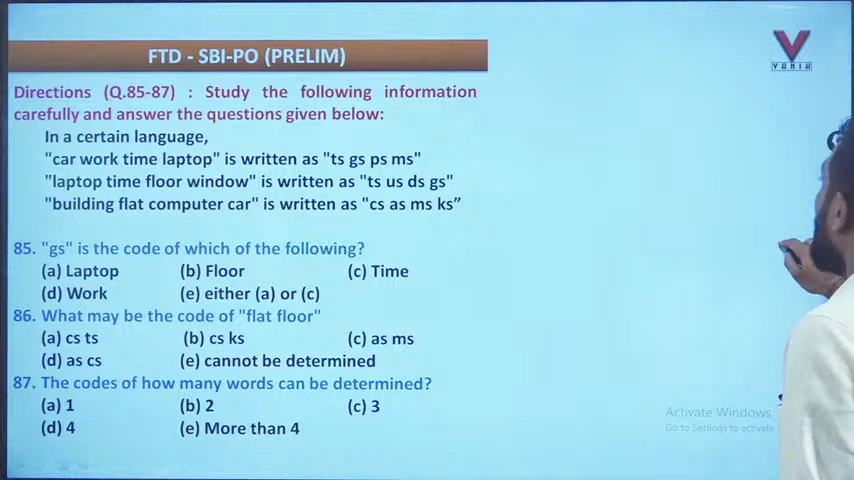 FTD - SBI-PO (PRELIM)
VANIK
Directions (Q.85-87) : Study the following information
carefully and answer the questions given below:
In a certain language,
"car work time laptop" is written as "ts gs ps ms"
"laptop time floor window" is written as "ts us ds gs"
"building flat computer car" is written as "cs as ms ks”
85. "gs" is the code of which of the following?
(a) Laptop (b) Floor (c) Time
(d) Work (e) either (a) or (c)
86. What may be the code of "flat floor"
(a) cs ts (b) cs ks (c) as ms
(d) as cs (e) cannot be determined
87. The codes of how many words can be determined?
(a) 1 (b) 2 (c) 3
(d) 4 (e) More than 4
Activate Windows
Go to Settings to activate